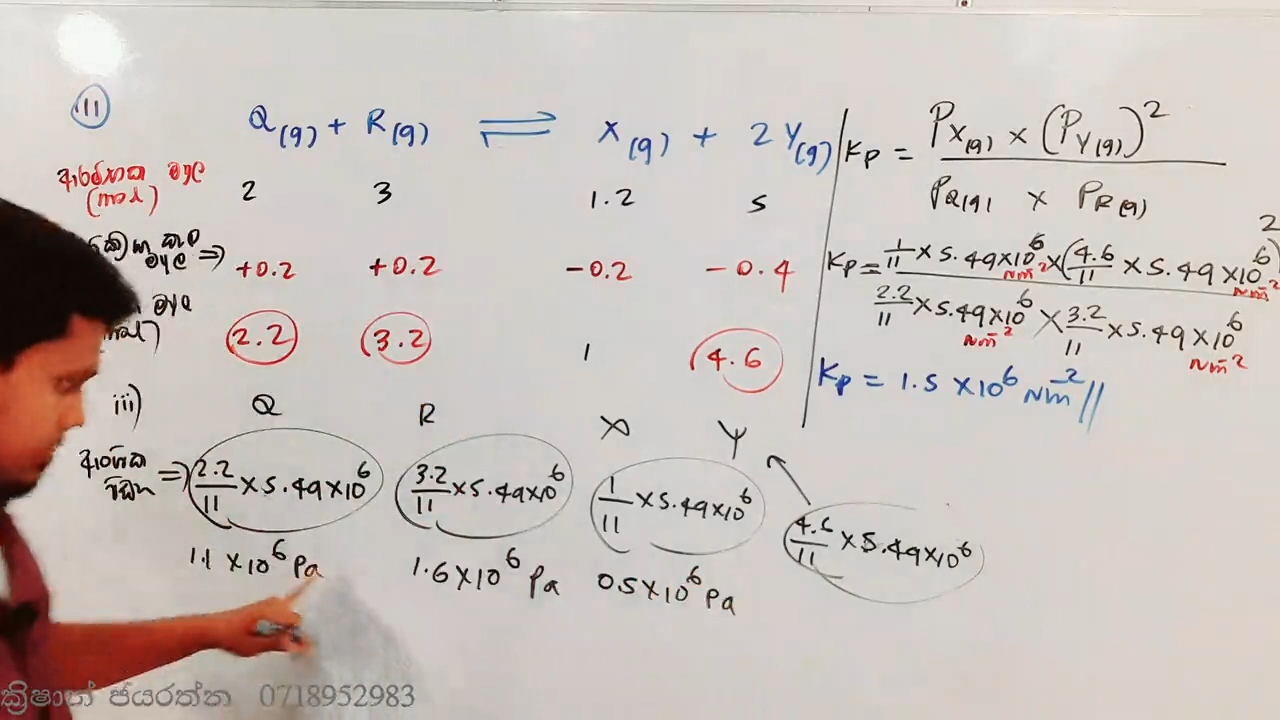 11
Q(g) + R(g) ⇌ X(g) + 2Y(g)
ආරම්භක මවුල 2 3 1.2 5
(mol)
මවුල ⇒ +0.2 +0.2 -0.2 -0.4
2.2 3.2 1 4.6
iii) Q R X Y
ආංශික පීඩන ⇒ 2.2/11 × 5.49×10⁶ 3.2/11 × 5.49×10⁶ 1/11 × 5.49×10⁶ 4.6/11 × 5.49×10⁶
1.1 × 10⁶ Pa 1.6 × 10⁶ Pa 0.5 × 10⁶ Pa
Kp = PX(g) × (PY(g))² / PQ(g) × PR(g)
Kp = 1/11 × 5.49×10⁶ Nm⁻² × (4.6/11 × 5.49×10⁶ Nm⁻²)² / 2.2/11 × 5.49×10⁶ Nm⁻² × 3.2/11 × 5.49×10⁶ Nm⁻²
Kp = 1.5 × 10⁶ Nm⁻² //
ක්‍රිෂාන් ජයරත්න 0718952983